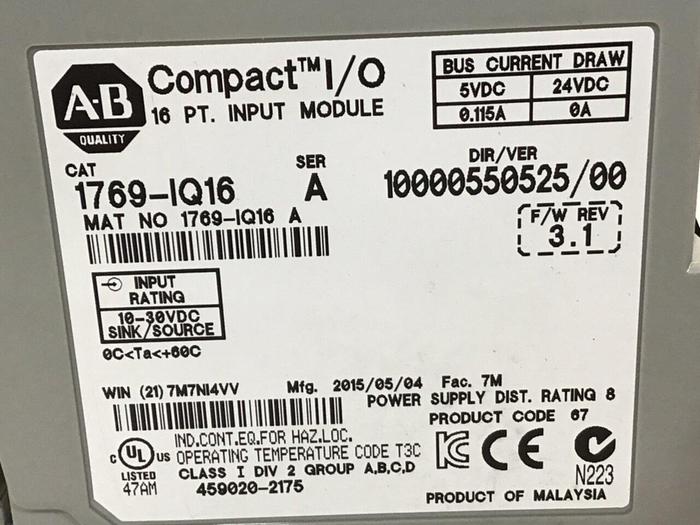 A-B
QUALITY
Compact™ I/O
16 PT. INPUT MODULE
BUS CURRENT DRAW
5VDC 24VDC
0.115A 0A
CAT
1769-IQ16
SER
A
DIR/VER
10000550525/00
MAT NO 1769-IQ16 A
F/W REV
3.1
INPUT
RATING
10-30VDC
SINK/SOURCE
0C<Ta<+60C
WIN (21) 7M7NI4VV Mfg. 2015/05/04 Fac. 7M
POWER SUPPLY DIST. RATING 8
PRODUCT CODE 67
C UL US
LISTED
47AM
IND.CONT.EQ.FOR HAZ.LOC.
OPERATING TEMPERATURE CODE T3C
CLASS I DIV 2 GROUP A,B,C,D
459020-2175
KC CE
N223
PRODUCT OF MALAYSIA